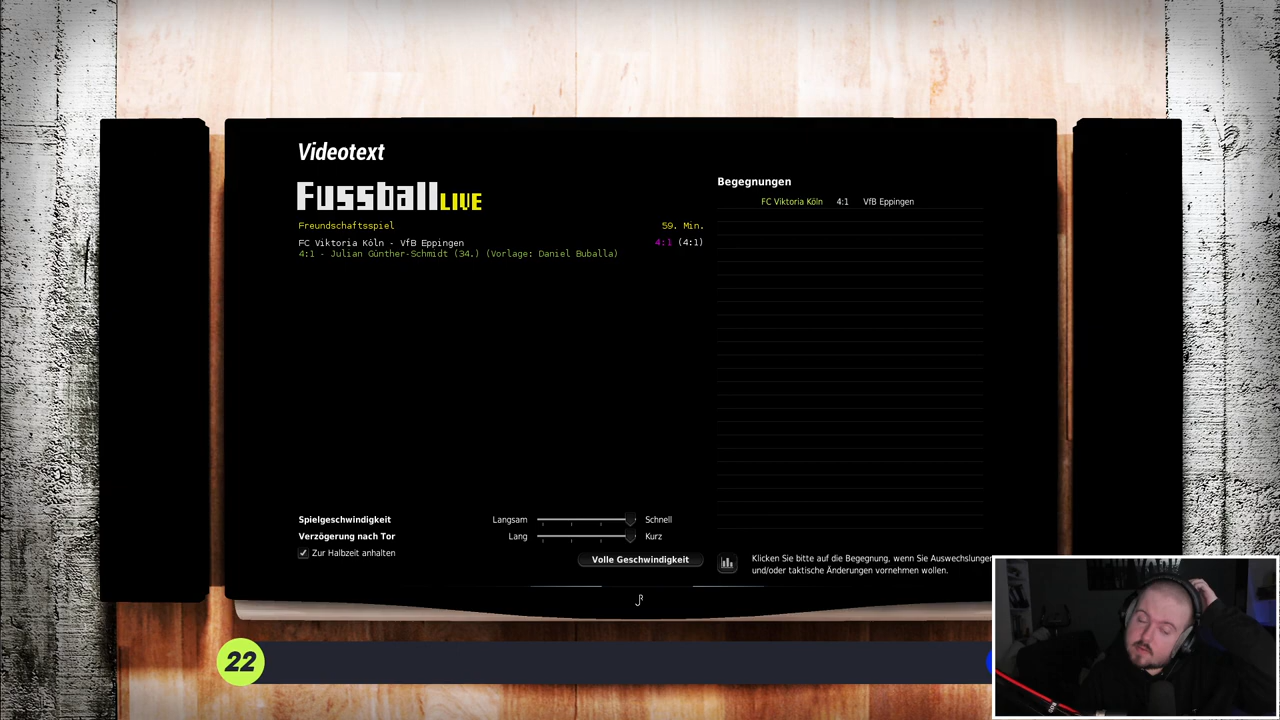 Videotext
Fussball LIVE
Freundschaftsspiel 59. Min.
FC Viktoria Köln - VfB Eppingen 4:1 (4:1)
4:1 - Julian Günther-Schmidt (34.) (Vorlage: Daniel Buballa)
Begegnungen
FC Viktoria Köln 4:1 VfB Eppingen
Spielgeschwindigkeit Langsam Schnell
Verzögerung nach Tor Lang Kurz
Zur Halbzeit anhalten
Volle Geschwindigkeit
Klicken Sie bitte auf die Begegnung, wenn Sie Auswechslungen
und/oder taktische Änderungen vornehmen wollen.
22